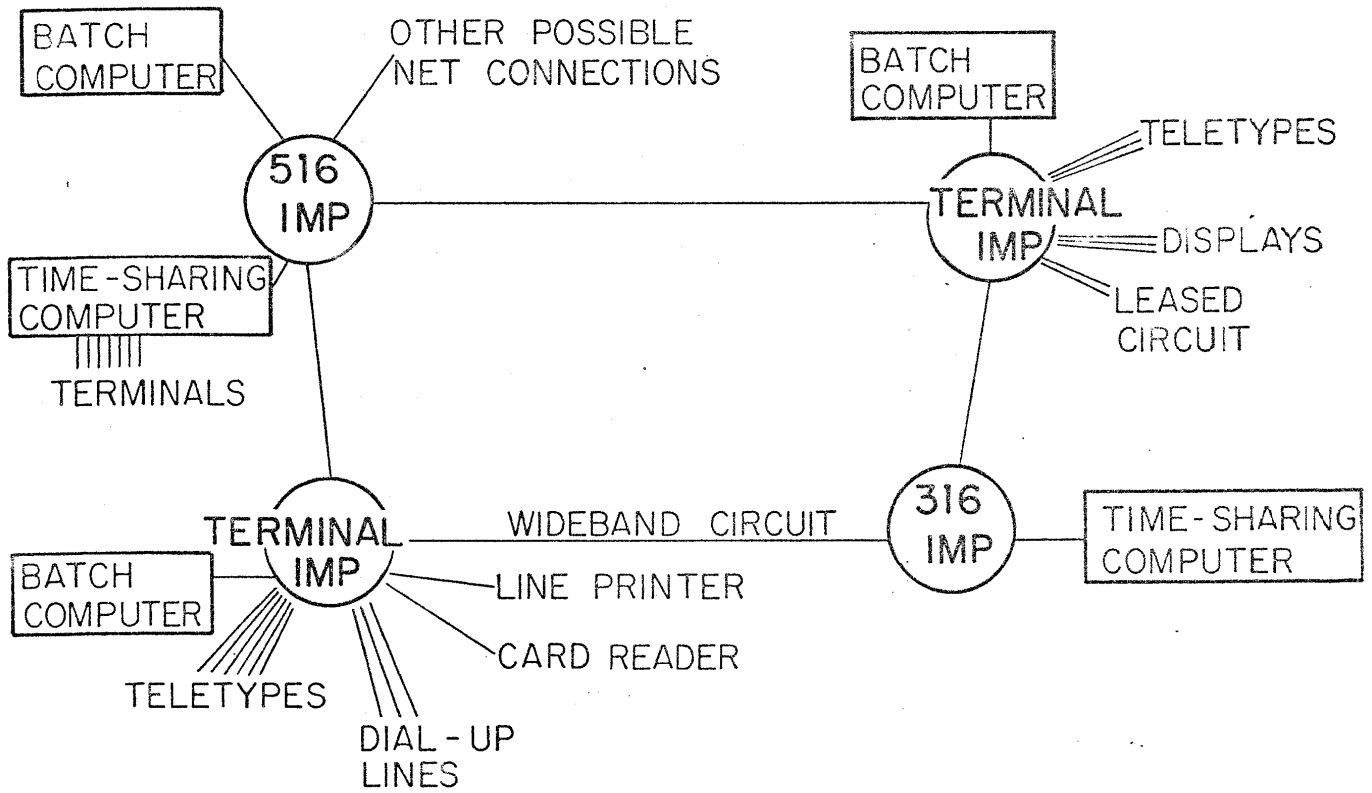 BATCH
COMPUTER
OTHER POSSIBLE
NET CONNECTIONS
BATCH
COMPUTER
TELETYPES
516
IMP
TERMINAL
IMP
DISPLAYS
LEASED
CIRCUIT
TIME-SHARING
COMPUTER
TERMINALS
TERMINAL
IMP
WIDEBAND CIRCUIT
316
IMP
TIME-SHARING
COMPUTER
BATCH
COMPUTER
LINE PRINTER
CARD READER
TELETYPES
DIAL-UP
LINES